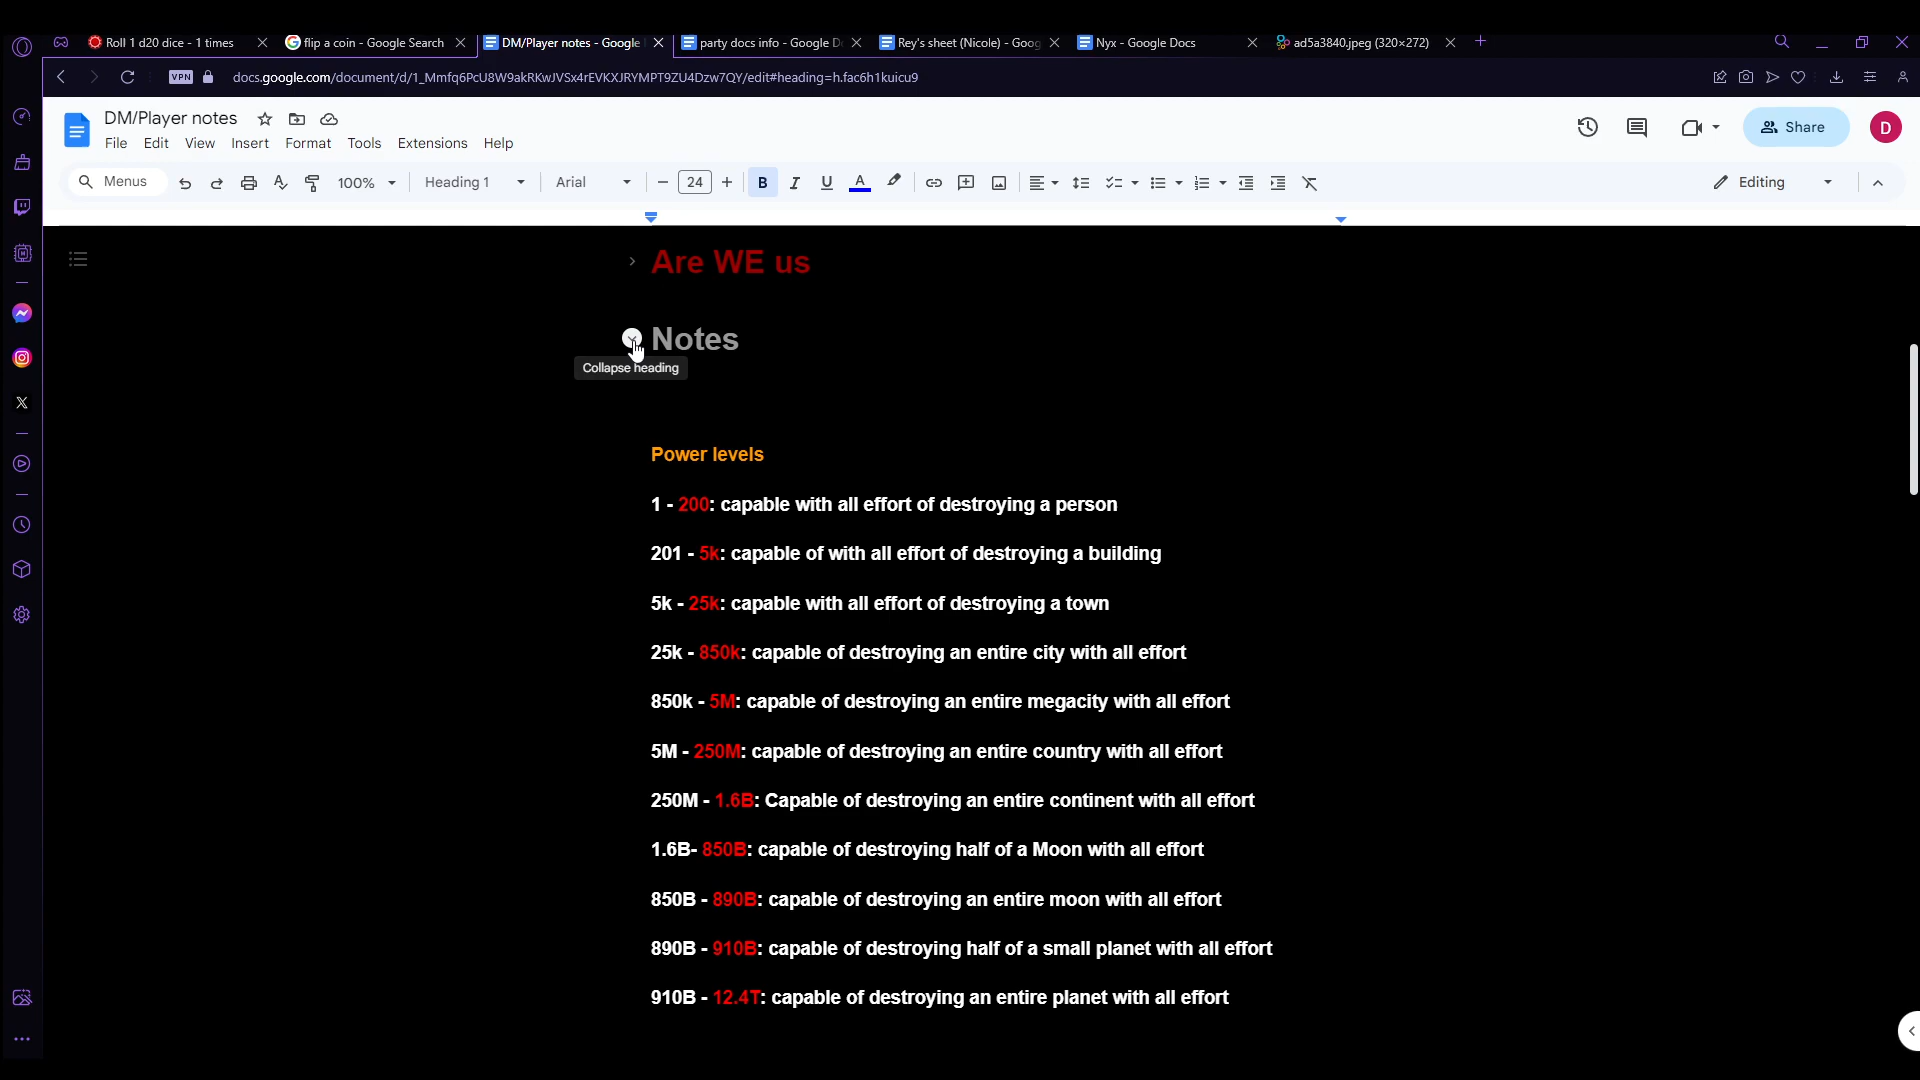 Roll 1 d20 dice - 1 times
flip a coin - Google Search
DM/Player notes - Google
party docs info - Google D
Rey's sheet (Nicole) - Goog
Nyx - Google Docs
ad5a3840.jpeg (320×272)
VPN
docs.google.com/document/d/1_Mmfq6PcU8W9akRKwJVSx4rEVKXJRYMPT9ZU4Dzw7QY/edit#heading=h.fac6h1kuicu9
DM/Player notes
File Edit View Insert Format Tools Extensions Help
Share
D
Menus 100% Heading 1 Arial 24 B I U A Editing
Are WE us
Notes
Collapse heading
Power levels
1 - 200: capable with all effort of destroying a person
201 - 5k: capable of with all effort of destroying a building
5k - 25k: capable with all effort of destroying a town
25k - 850k: capable of destroying an entire city with all effort
850k - 5M: capable of destroying an entire megacity with all effort
5M - 250M: capable of destroying an entire country with all effort
250M - 1.6B: Capable of destroying an entire continent with all effort
1.6B- 850B: capable of destroying half of a Moon with all effort
850B - 890B: capable of destroying an entire moon with all effort
890B - 910B: capable of destroying half of a small planet with all effort
910B - 12.4T: capable of destroying an entire planet with all effort